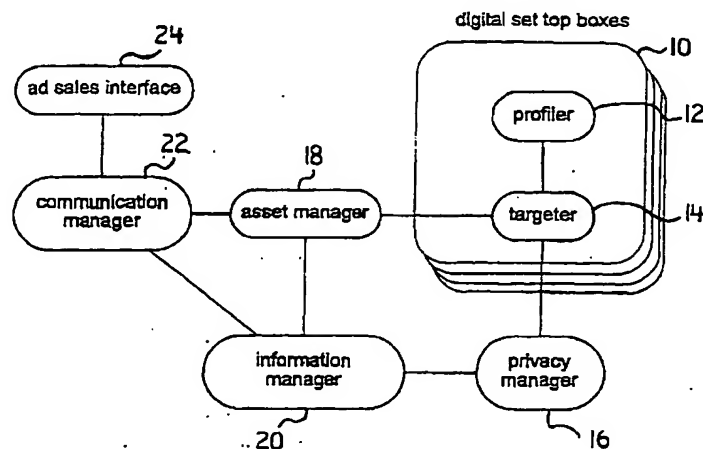 digital set top boxes
24
10
ad sales interface
profiler
12
22
18
communication
manager
asset manager
targeter
14
information
manager
privacy
manager
20
16